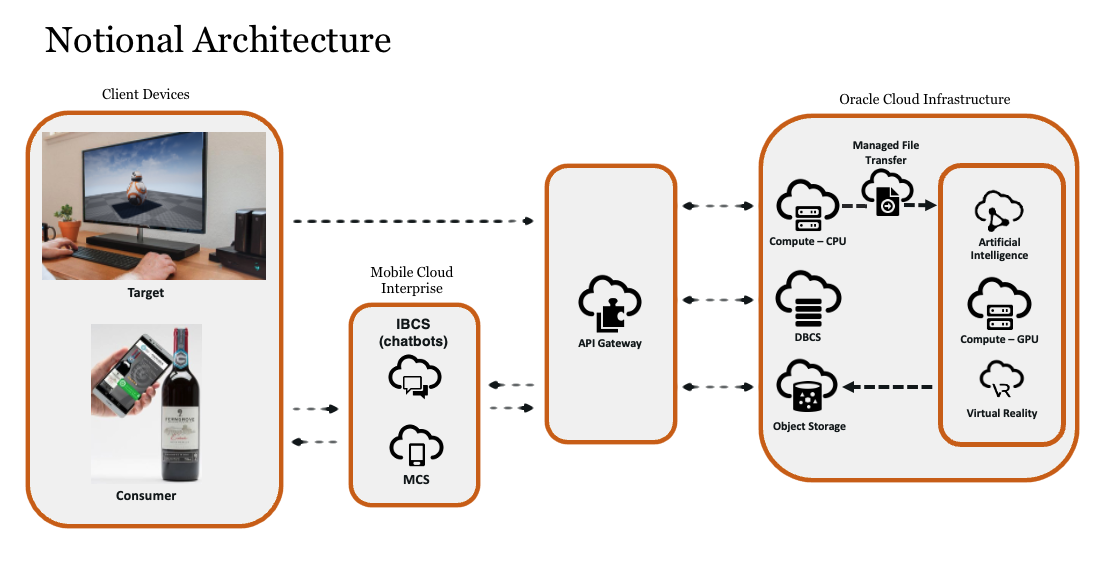 Notional Architecture
Client Devices
Target
Consumer
Mobile Cloud
Interprise
IBCS
(chatbots)
MCS
API Gateway
Oracle Cloud Infrastructure
Managed File
Transfer
Compute – CPU
DBCS
Object Storage
Artificial
Intelligence
Compute – GPU
VR
Virtual Reality